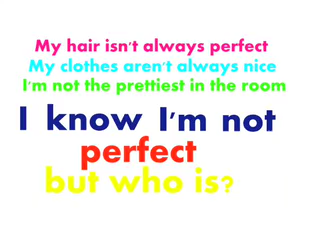 My hair isn't always perfect
My clothes aren't always nice
I'm not the prettiest in the room
I know I'm not
perfect
but who is?